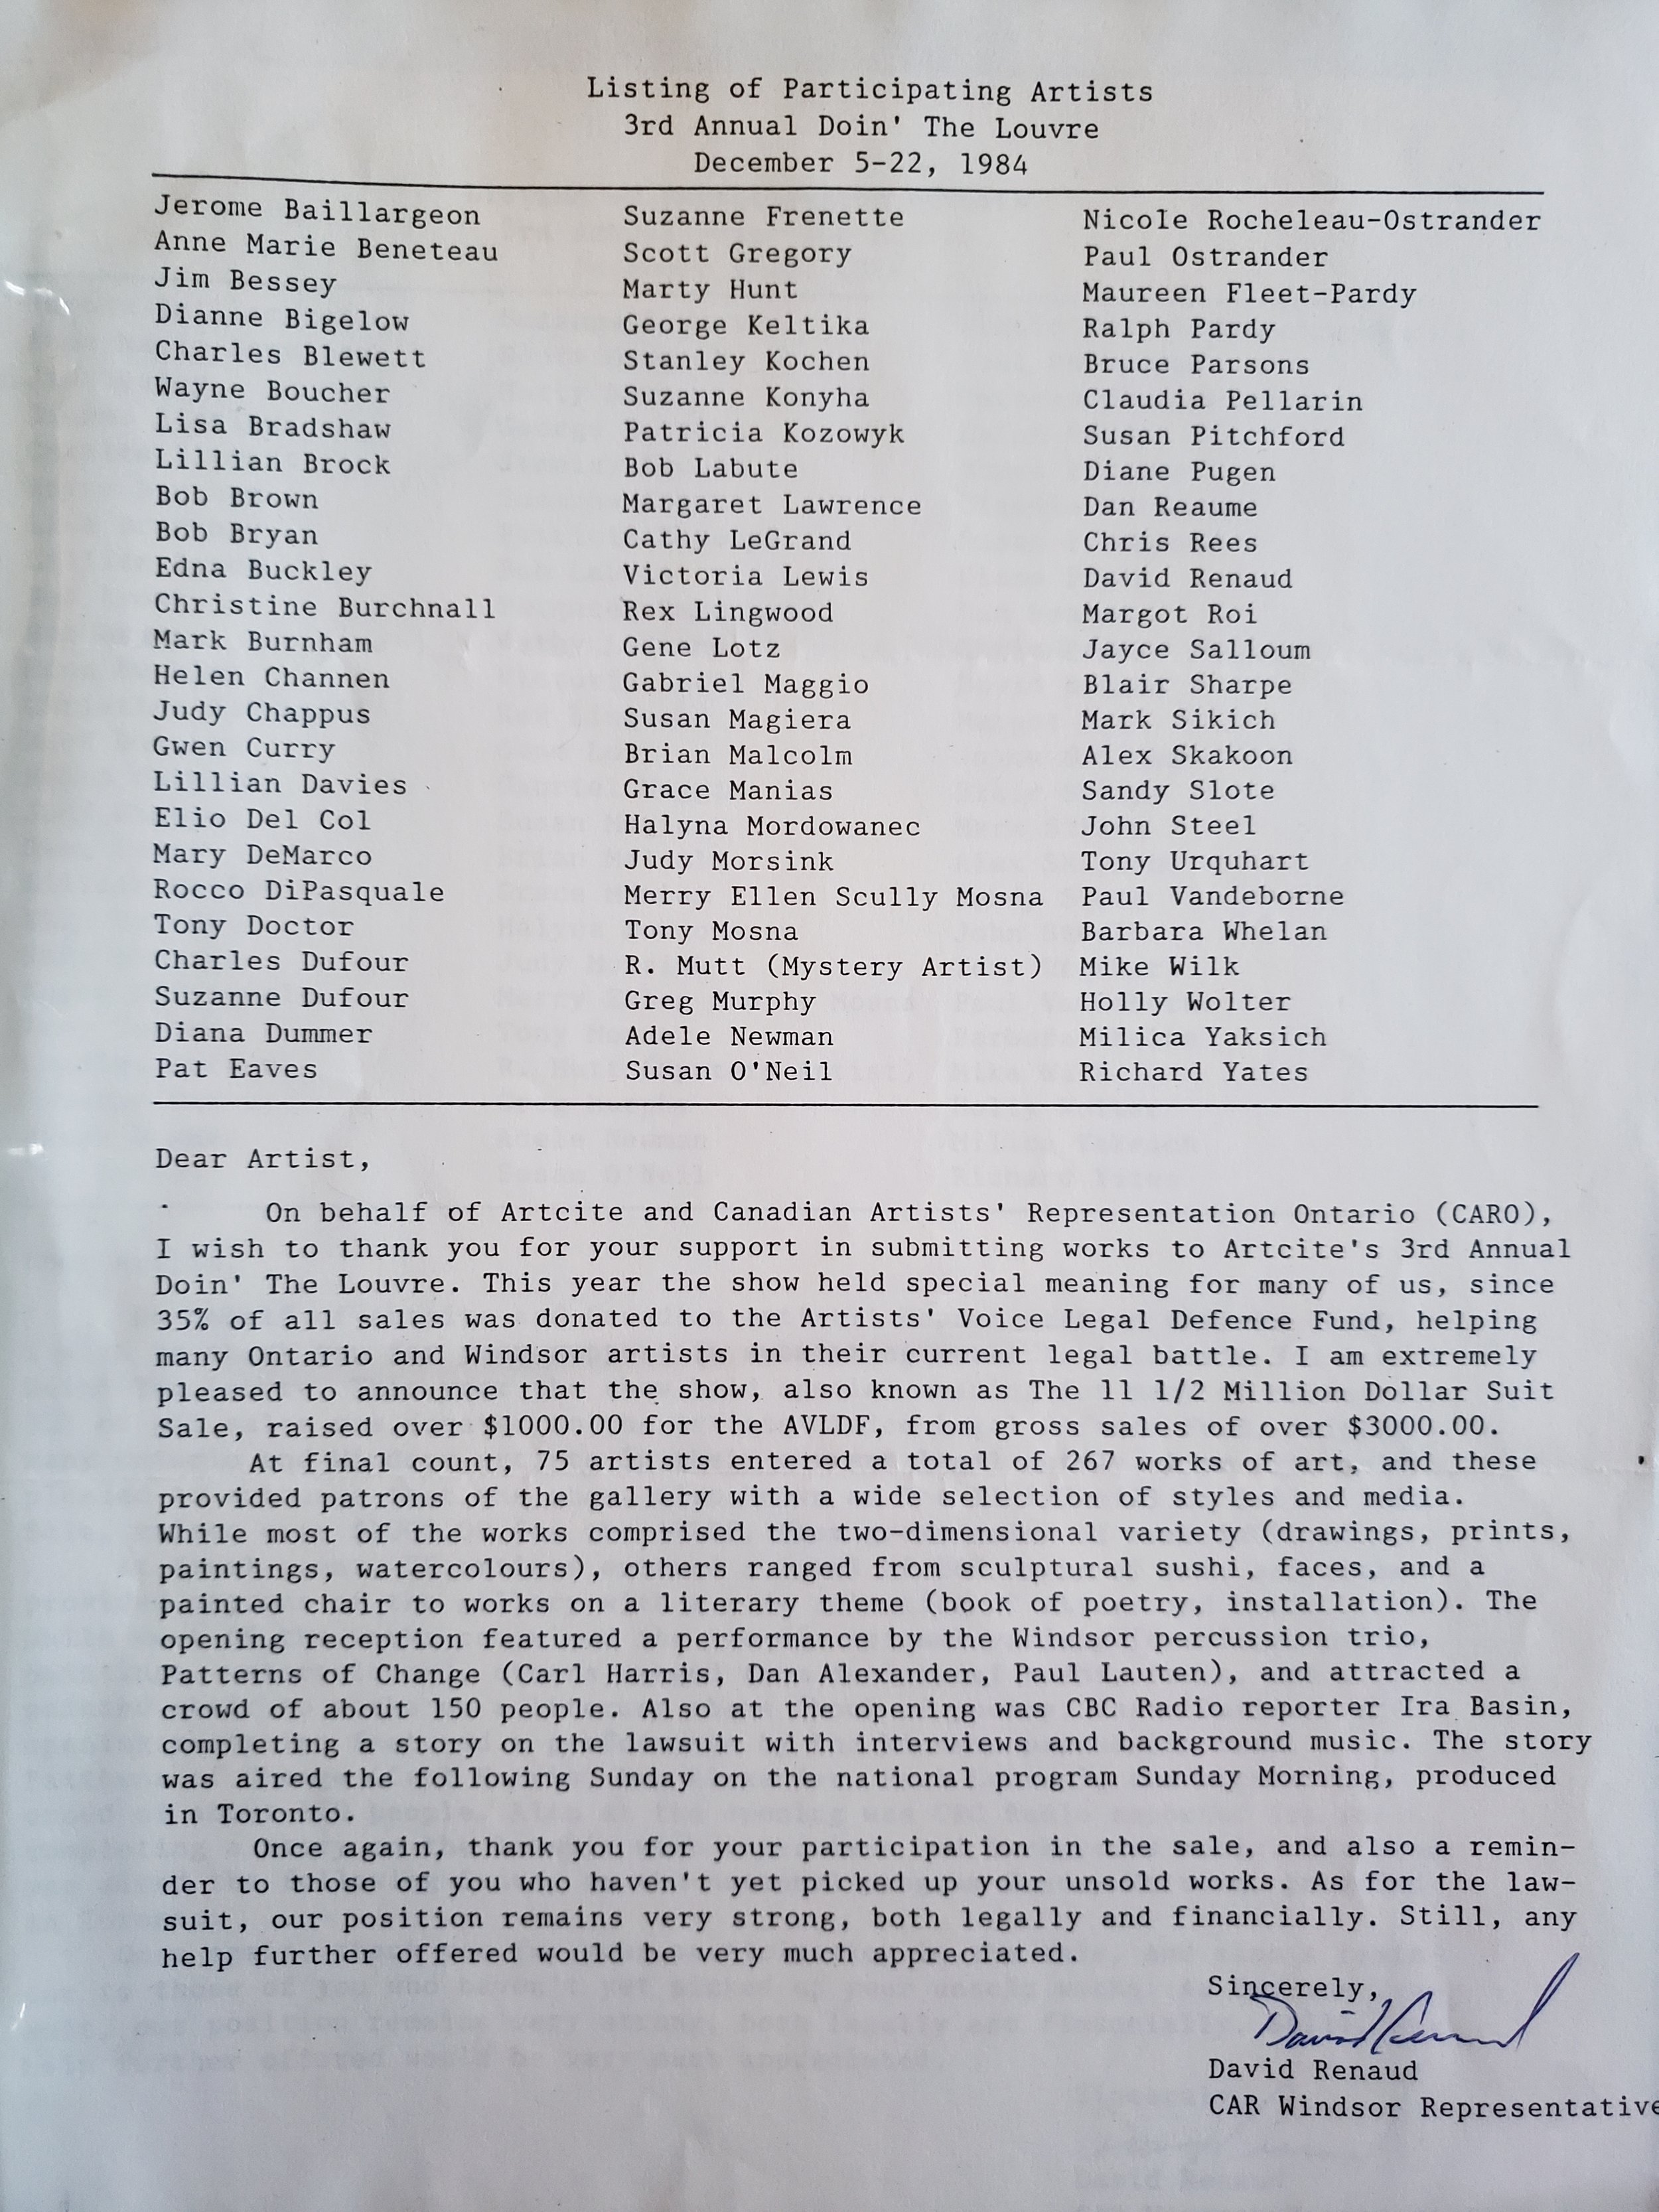 Listing of Participating Artists
3rd Annual Doin' The Louvre
December 5-22, 1984
Jerome Baillargeon
Anne Marie Beneteau
Jim Bessey
Dianne Bigelow
Charles Blewett
Wayne Boucher
Lisa Bradshaw
Lillian Brock
Bob Brown
Bob Bryan
Edna Buckley
Christine Burchnall
Mark Burnham
Helen Channen
Judy Chappus
Gwen Curry
Lillian Davies
Elio Del Col
Mary DeMarco
Rocco DiPasquale
Tony Doctor
Charles Dufour
Suzanne Dufour
Diana Dummer
Pat Eaves
Suzanne Frenette
Scott Gregory
Marty Hunt
George Keltika
Stanley Kochen
Suzanne Konyha
Patricia Kozowyk
Bob Labute
Margaret Lawrence
Cathy LeGrand
Victoria Lewis
Rex Lingwood
Gene Lotz
Gabriel Maggio
Susan Magiera
Brian Malcolm
Grace Manias
Halyna Mordowanec
Judy Morsink
Merry Ellen Scully Mosna
Tony Mosna
R. Mutt (Mystery Artist)
Greg Murphy
Adele Newman
Susan O'Neil
Nicole Rocheleau-Ostrander
Paul Ostrander
Maureen Fleet-Pardy
Ralph Pardy
Bruce Parsons
Claudia Pellarin
Susan Pitchford
Diane Pugen
Dan Reaume
Chris Rees
David Renaud
Margot Roi
Jayce Salloum
Blair Sharpe
Mark Sikich
Alex Skakoon
Sandy Slote
John Steel
Tony Urquhart
Paul Vandeborne
Barbara Whelan
Mike Wilk
Holly Wolter
Milica Yaksich
Richard Yates
Dear Artist,
On behalf of Artcite and Canadian Artists' Representation Ontario (CARO),
I wish to thank you for your support in submitting works to Artcite's 3rd Annual
Doin' The Louvre. This year the show held special meaning for many of us, since
35% of all sales was donated to the Artists' Voice Legal Defence Fund, helping
many Ontario and Windsor artists in their current legal battle. I am extremely
pleased to announce that the show, also known as The 11 1/2 Million Dollar Suit
Sale, raised over $1000.00 for the AVLDF, from gross sales of over $3000.00.
At final count, 75 artists entered a total of 267 works of art, and these
provided patrons of the gallery with a wide selection of styles and media.
While most of the works comprised the two-dimensional variety (drawings, prints,
paintings, watercolours), others ranged from sculptural sushi, faces, and a
painted chair to works on a literary theme (book of poetry, installation). The
opening reception featured a performance by the Windsor percussion trio,
Patterns of Change (Carl Harris, Dan Alexander, Paul Lauten), and attracted a
crowd of about 150 people. Also at the opening was CBC Radio reporter Ira Basin,
completing a story on the lawsuit with interviews and background music. The story
was aired the following Sunday on the national program Sunday Morning, produced
in Toronto.
Once again, thank you for your participation in the sale, and also a remin-
der to those of you who haven't yet picked up your unsold works. As for the law-
suit, our position remains very strong, both legally and financially. Still, any
help further offered would be very much appreciated.
Sincerely,
David Renaud
David Renaud
CAR Windsor Representative